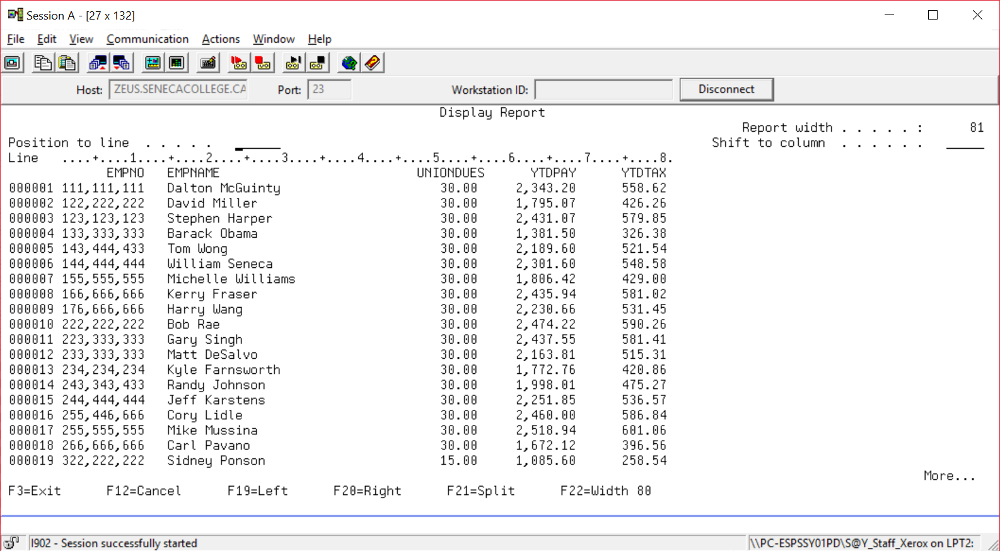 Session A - [27 x 132]
File Edit View Communication Actions Window Help
Host: ZEUS.SENECACOLLEGE.CA Port: 23 Workstation ID: Disconnect
Display Report
Report width . . . . . : 81
Position to line . . . . . Shift to column . . . . . .
Line ....+....1....+....2....+....3....+....4....+....5....+....6....+....7....+....8.
EMPNO EMPNAME UNIONDUES YTDPAY YTDTAX
000001 111,111,111 Dalton McGuinty 30.00 2,343.20 558.62
000002 122,222,222 David Miller 30.00 1,795.07 426.26
000003 123,123,123 Stephen Harper 30.00 2,431.07 579.85
000004 133,333,333 Barack Obama 30.00 1,381.50 326.38
000005 143,444,433 Tom Wong 30.00 2,189.60 521.54
000006 144,444,444 William Seneca 30.00 2,301.60 548.58
000007 155,555,555 Michelle Williams 30.00 1,806.42 429.00
000008 166,666,666 Kerry Fraser 30.00 2,435.94 581.02
000009 176,666,666 Harry Wang 30.00 2,230.66 531.45
000010 222,222,222 Bob Rae 30.00 2,474.22 590.26
000011 223,333,333 Gary Singh 30.00 2,437.55 581.41
000012 233,333,333 Matt DeSalvo 30.00 2,163.81 515.31
000013 234,234,234 Kyle Farnsworth 30.00 1,772.76 420.86
000014 243,343,433 Randy Johnson 30.00 1,998.01 475.27
000015 244,444,444 Jeff Karstens 30.00 2,251.85 536.57
000016 255,446,666 Cory Lidle 30.00 2,460.00 586.84
000017 255,555,555 Mike Mussina 30.00 2,518.94 601.06
000018 266,666,666 Carl Pavano 30.00 1,672.12 396.56
000019 322,222,222 Sidney Ponson 15.00 1,085.60 258.54
More...
F3=Exit F12=Cancel F19=Left F20=Right F21=Split F22=Width 80
I902 - Session successfully started \\PC-ESPSSY01PD\S@Y_Staff_Xerox on LPT2: